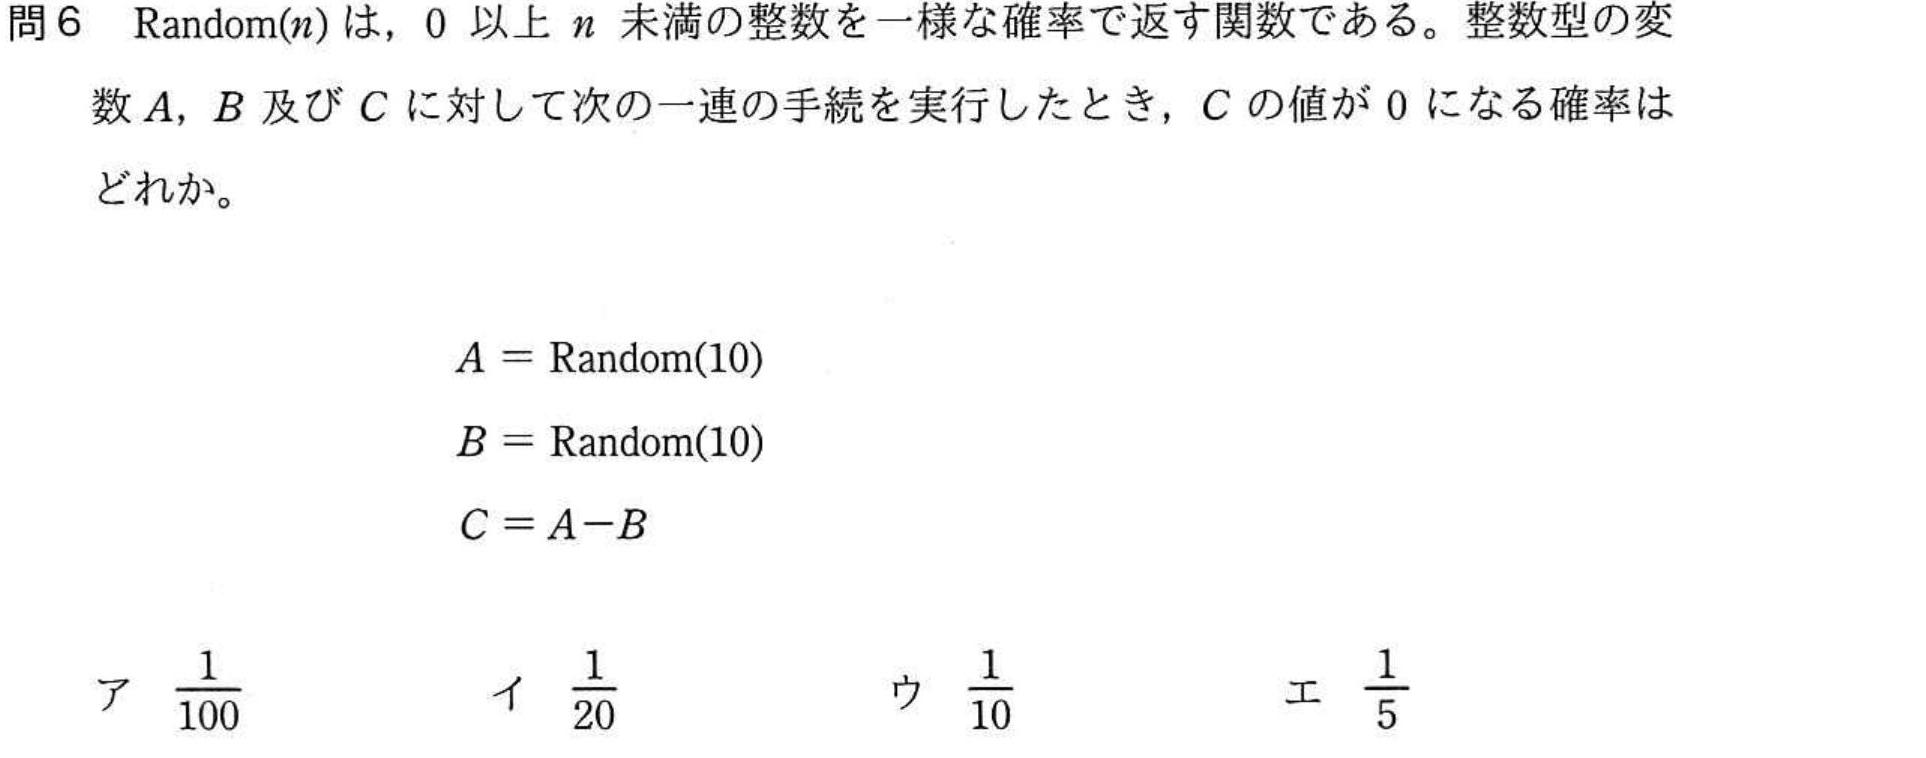 問6 Random(n) は，0 以上 n 未満の整数を一様な確率で返す関数である。整数型の変
数 A，B 及び C に対して次の一連の手続を実行したとき，C の値が 0 になる確率は
どれか。
A = Random(10)
B = Random(10)
C = A−B
ア 1/100 イ 1/20 ウ 1/10 エ 1/5